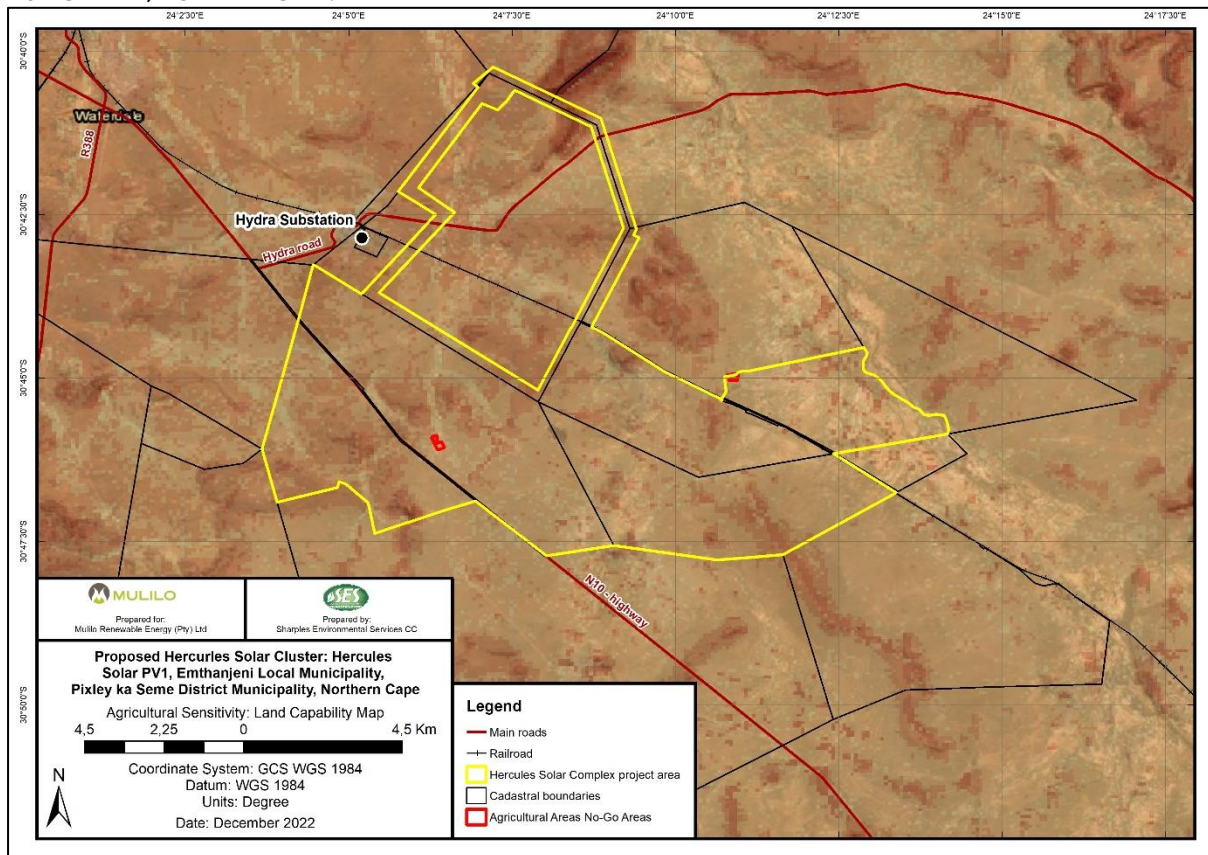 24°2'30"E 24°5'0"E 24°7'30"E 24°10'0"E 24°12'30"E 24°15'0"E 24°17'30"E
30°40'0"S
30°42'30"S
30°45'0"S
30°47'30"S
30°50'0"S
R388
Hydra Substation
Hydra road
N10 - highway
MULILO
Prepared for:
Mulilo Renewable Energy (Pty) Ltd
SES
Prepared by:
Sharples Environmental Services CC
Proposed Hercurles Solar Cluster: Hercules
Solar PV1, Emthanjeni Local Municipality,
Pixley ka Seme District Municipality, Northern Cape
Agricultural Sensitivity: Land Capability Map
4,5 2,25 0 4,5 Km
Coordinate System: GCS WGS 1984
Datum: WGS 1984
Units: Degree
Date: December 2022
N
Legend
Main roads
Railroad
Hercules Solar Complex project area
Cadastral boundaries
Agricultural Areas No-Go Areas